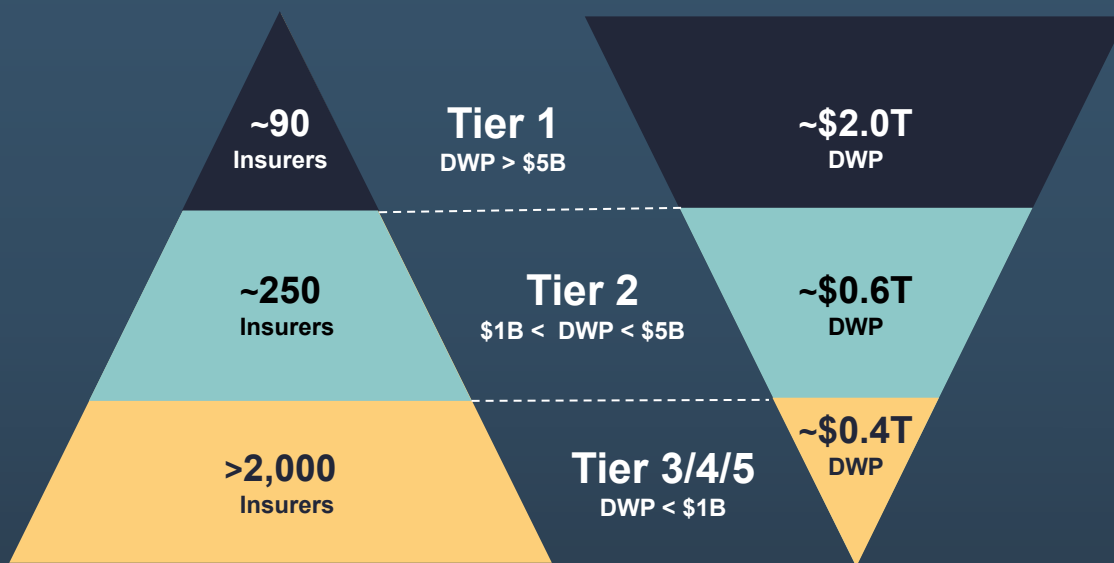 ~90
Insurers
Tier 1
DWP > $5B
~$2.0T
DWP
~250
Insurers
Tier 2
$1B < DWP < $5B
~$0.6T
DWP
>2,000
Insurers
Tier 3/4/5
DWP < $1B
~$0.4T
DWP